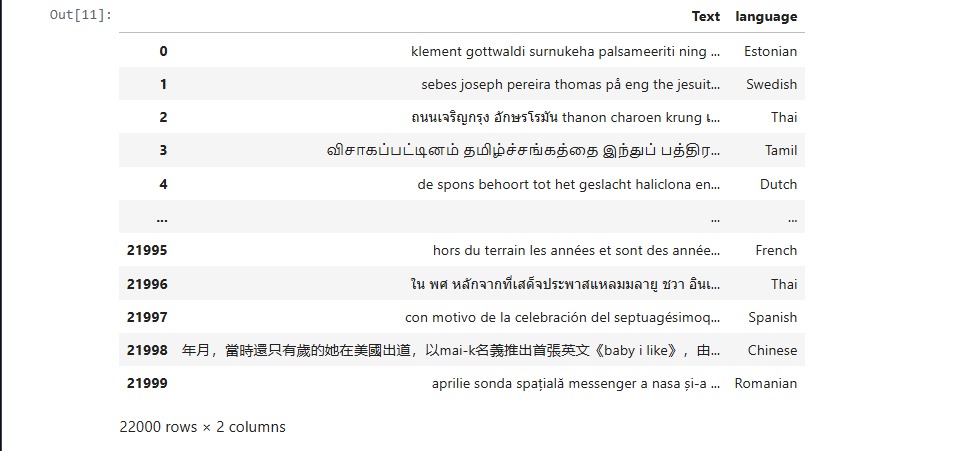 Out[11]:
Text language
0 klement gottwaldi surnukeha palsameeriti ning ... Estonian
1 sebes joseph pereira thomas på eng the jesuit... Swedish
2 ถนนเจริญกรุง อักษรโรมัน thanon charoen krung เ... Thai
3 விசாகப்பட்டினம் தமிழ்ச்சங்கத்தை இந்துப் பத்திர... Tamil
4 de spons behoort tot het geslacht haliclona en... Dutch
... ... ...
21995 hors du terrain les années et sont des année... French
21996 ใน พศ หลักจากที่เสด็จประพาสแหลมมลายู ชวา อินเ... Thai
21997 con motivo de la celebración del septuagésimoq... Spanish
21998 年月，當時還只有歲的她在美國出道，以mai-k名義推出首張英文《baby i like》，由... Chinese
21999 aprilie sonda spațială messenger a nasa și-a ... Romanian
22000 rows × 2 columns